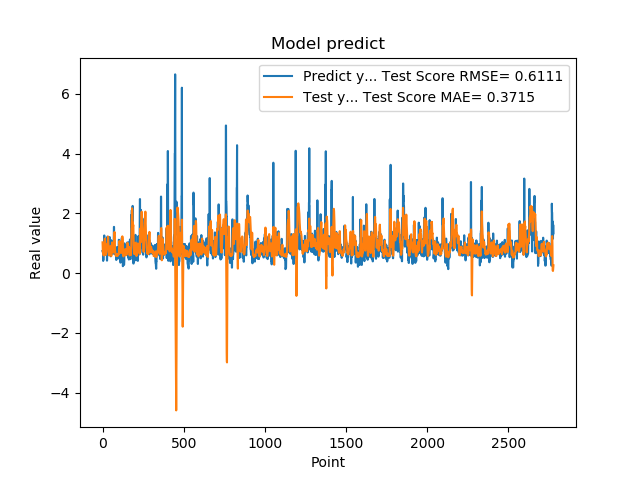 Model predict
Predict y... Test Score RMSE= 0.6111
Test y... Test Score MAE= 0.3715
6
4
2
0
−2
−4
Real value
0 500 1000 1500 2000 2500
Point